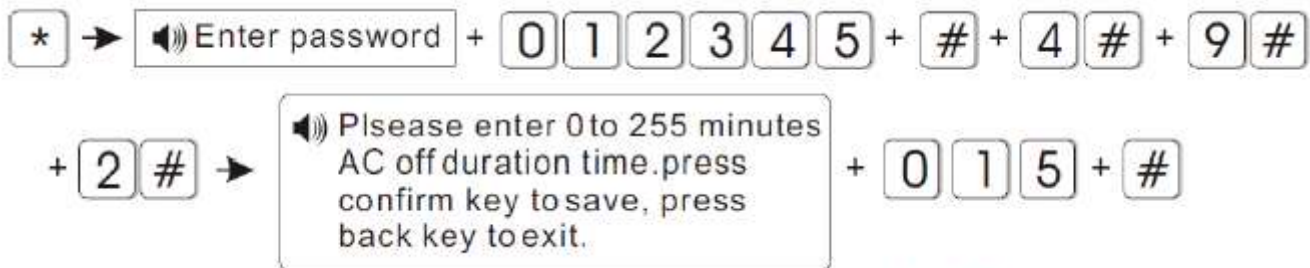 * → Enter password + 0 1 2 3 4 5 + # + 4 # + 9 #
+ 2 # → Plsease enter 0 to 255 minutes
AC off duration time.press
confirm key to save, press
back key to exit.
+ 0 1 5 + #